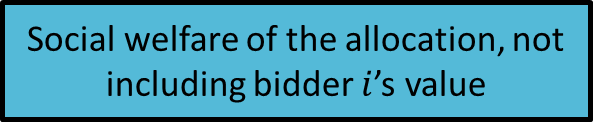 Social welfare of the allocation, not
including bidder i’s value